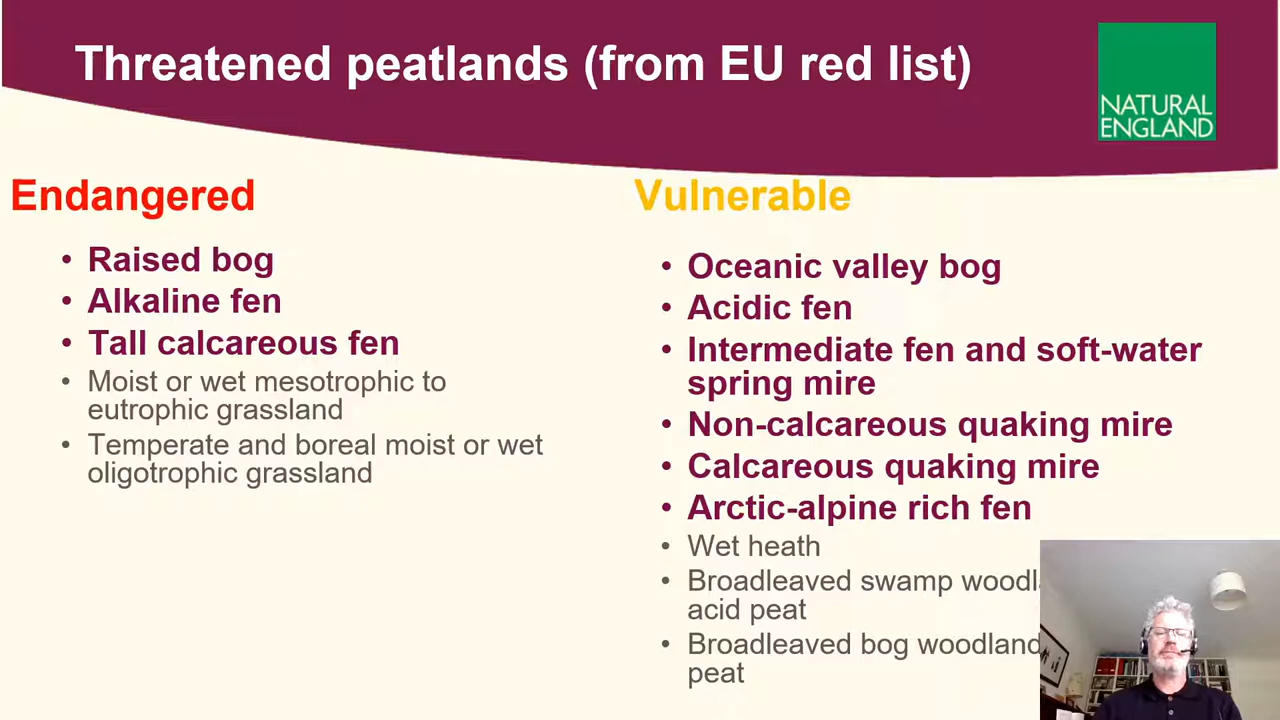 Threatened peatlands (from EU red list)
NATURAL
ENGLAND
Endangered
• Raised bog
• Alkaline fen
• Tall calcareous fen
• Moist or wet mesotrophic to
eutrophic grassland
• Temperate and boreal moist or wet
oligotrophic grassland
Vulnerable
• Oceanic valley bog
• Acidic fen
• Intermediate fen and soft-water
spring mire
• Non-calcareous quaking mire
• Calcareous quaking mire
• Arctic-alpine rich fen
• Wet heath
• Broadleaved swamp
acid peat
• Broadleaved bog woodland
peat